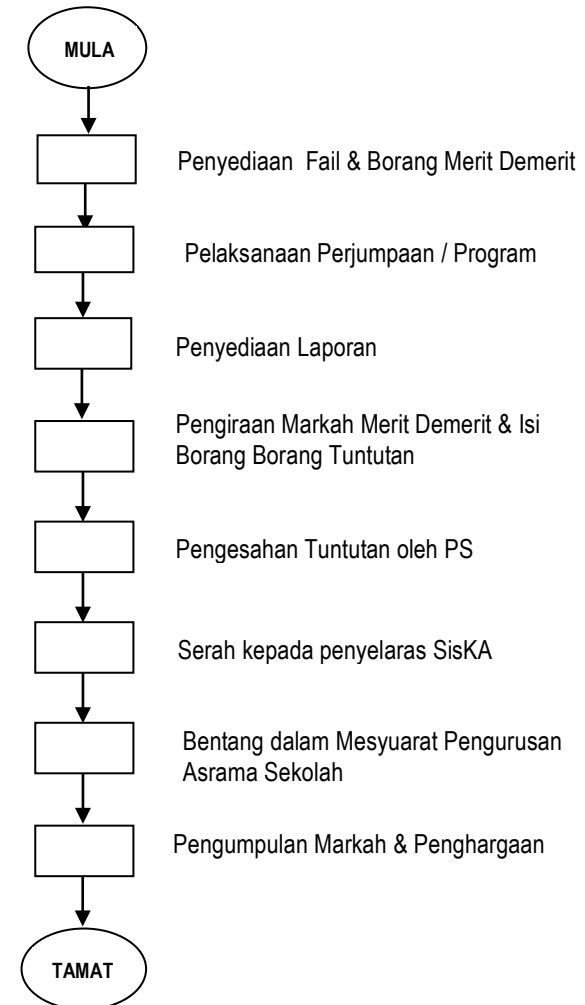 MULA
Penyediaan Fail & Borang Merit Demerit
Pelaksanaan Perjumpaan / Program
Penyediaan Laporan
Pengiraan Markah Merit Demerit & Isi
Borang Borang Tuntutan
Pengesahan Tuntutan oleh PS
Serah kepada penyelaras SisKA
Bentang dalam Mesyuarat Pengurusan
Asrama Sekolah
Pengumpulan Markah & Penghargaan
TAMAT